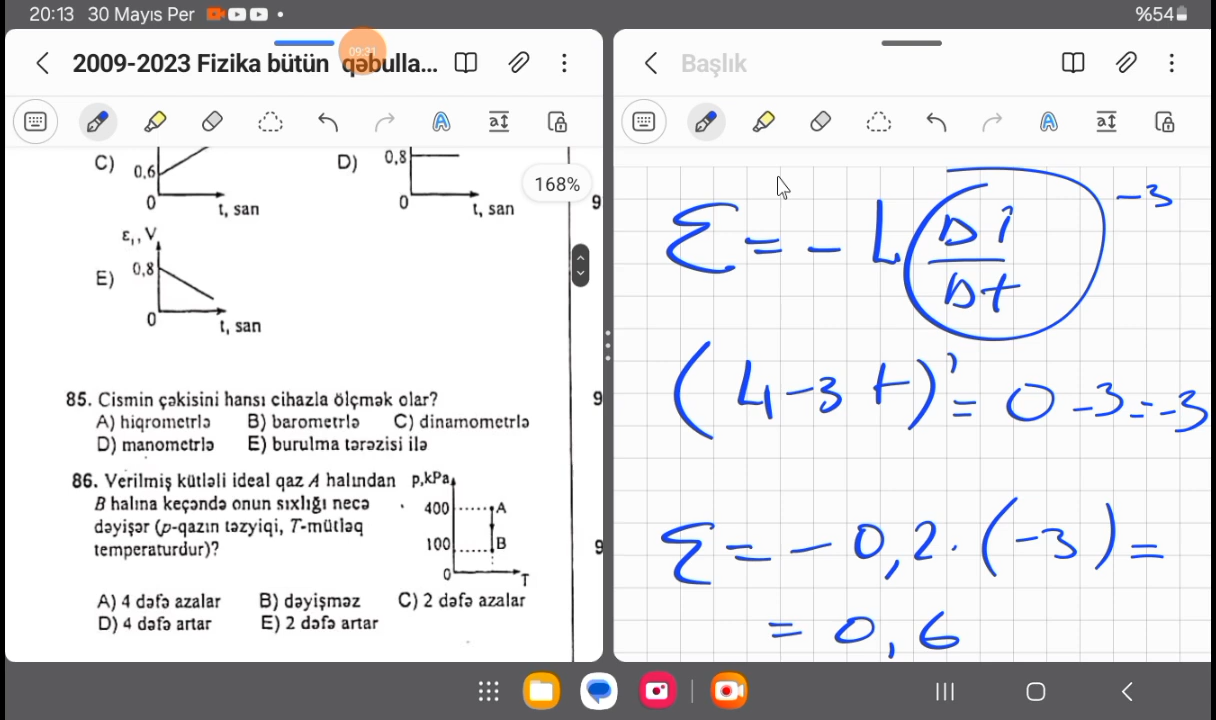 20:13 30 Mayıs Per
%54
09:31
2009-2023 Fizika bütün qəbulla...
Başlık
168%
C) 0,6
0
t, san
D) 0,8
0
t, san
9
ε₁, V
E) 0,8
0
t, san
85. Cismin çəkisini hansı cihazla ölçmək olar?
A) hiqrometrlə B) barometrlə C) dinamometrlə
D) manometrlə E) burulma tərəzisi ilə
9
86. Verilmiş kütləli ideal qaz A halından
B halına keçəndə onun sıxlığı necə
dəyişər (p-qazın təzyiqi, T-mütləq
temperaturdur)?
p,kPa
400 A
100 B
0 T
9
A) 4 dəfə azalar B) dəyişməz C) 2 dəfə azalar
D) 4 dəfə artar E) 2 dəfə artar
Ɛ = - L Δi/Δt -3
(4-3t)' = 0-3=-3
Ɛ = - 0,2 · (-3) =
= 0,6